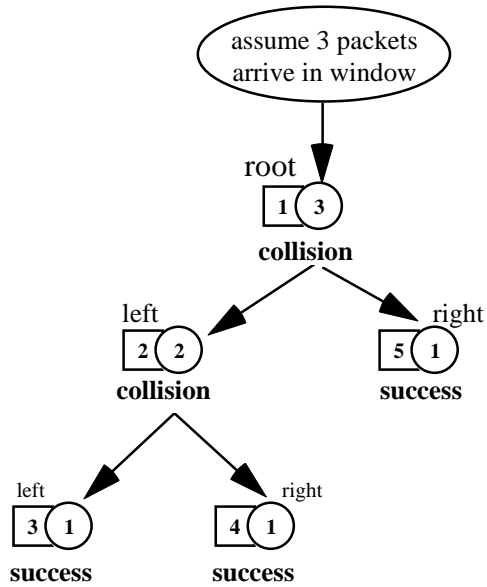 assume 3 packets
arrive in window
root
1 3
collision
left
2 2
collision
right
5 1
success
left
3 1
success
right
4 1
success